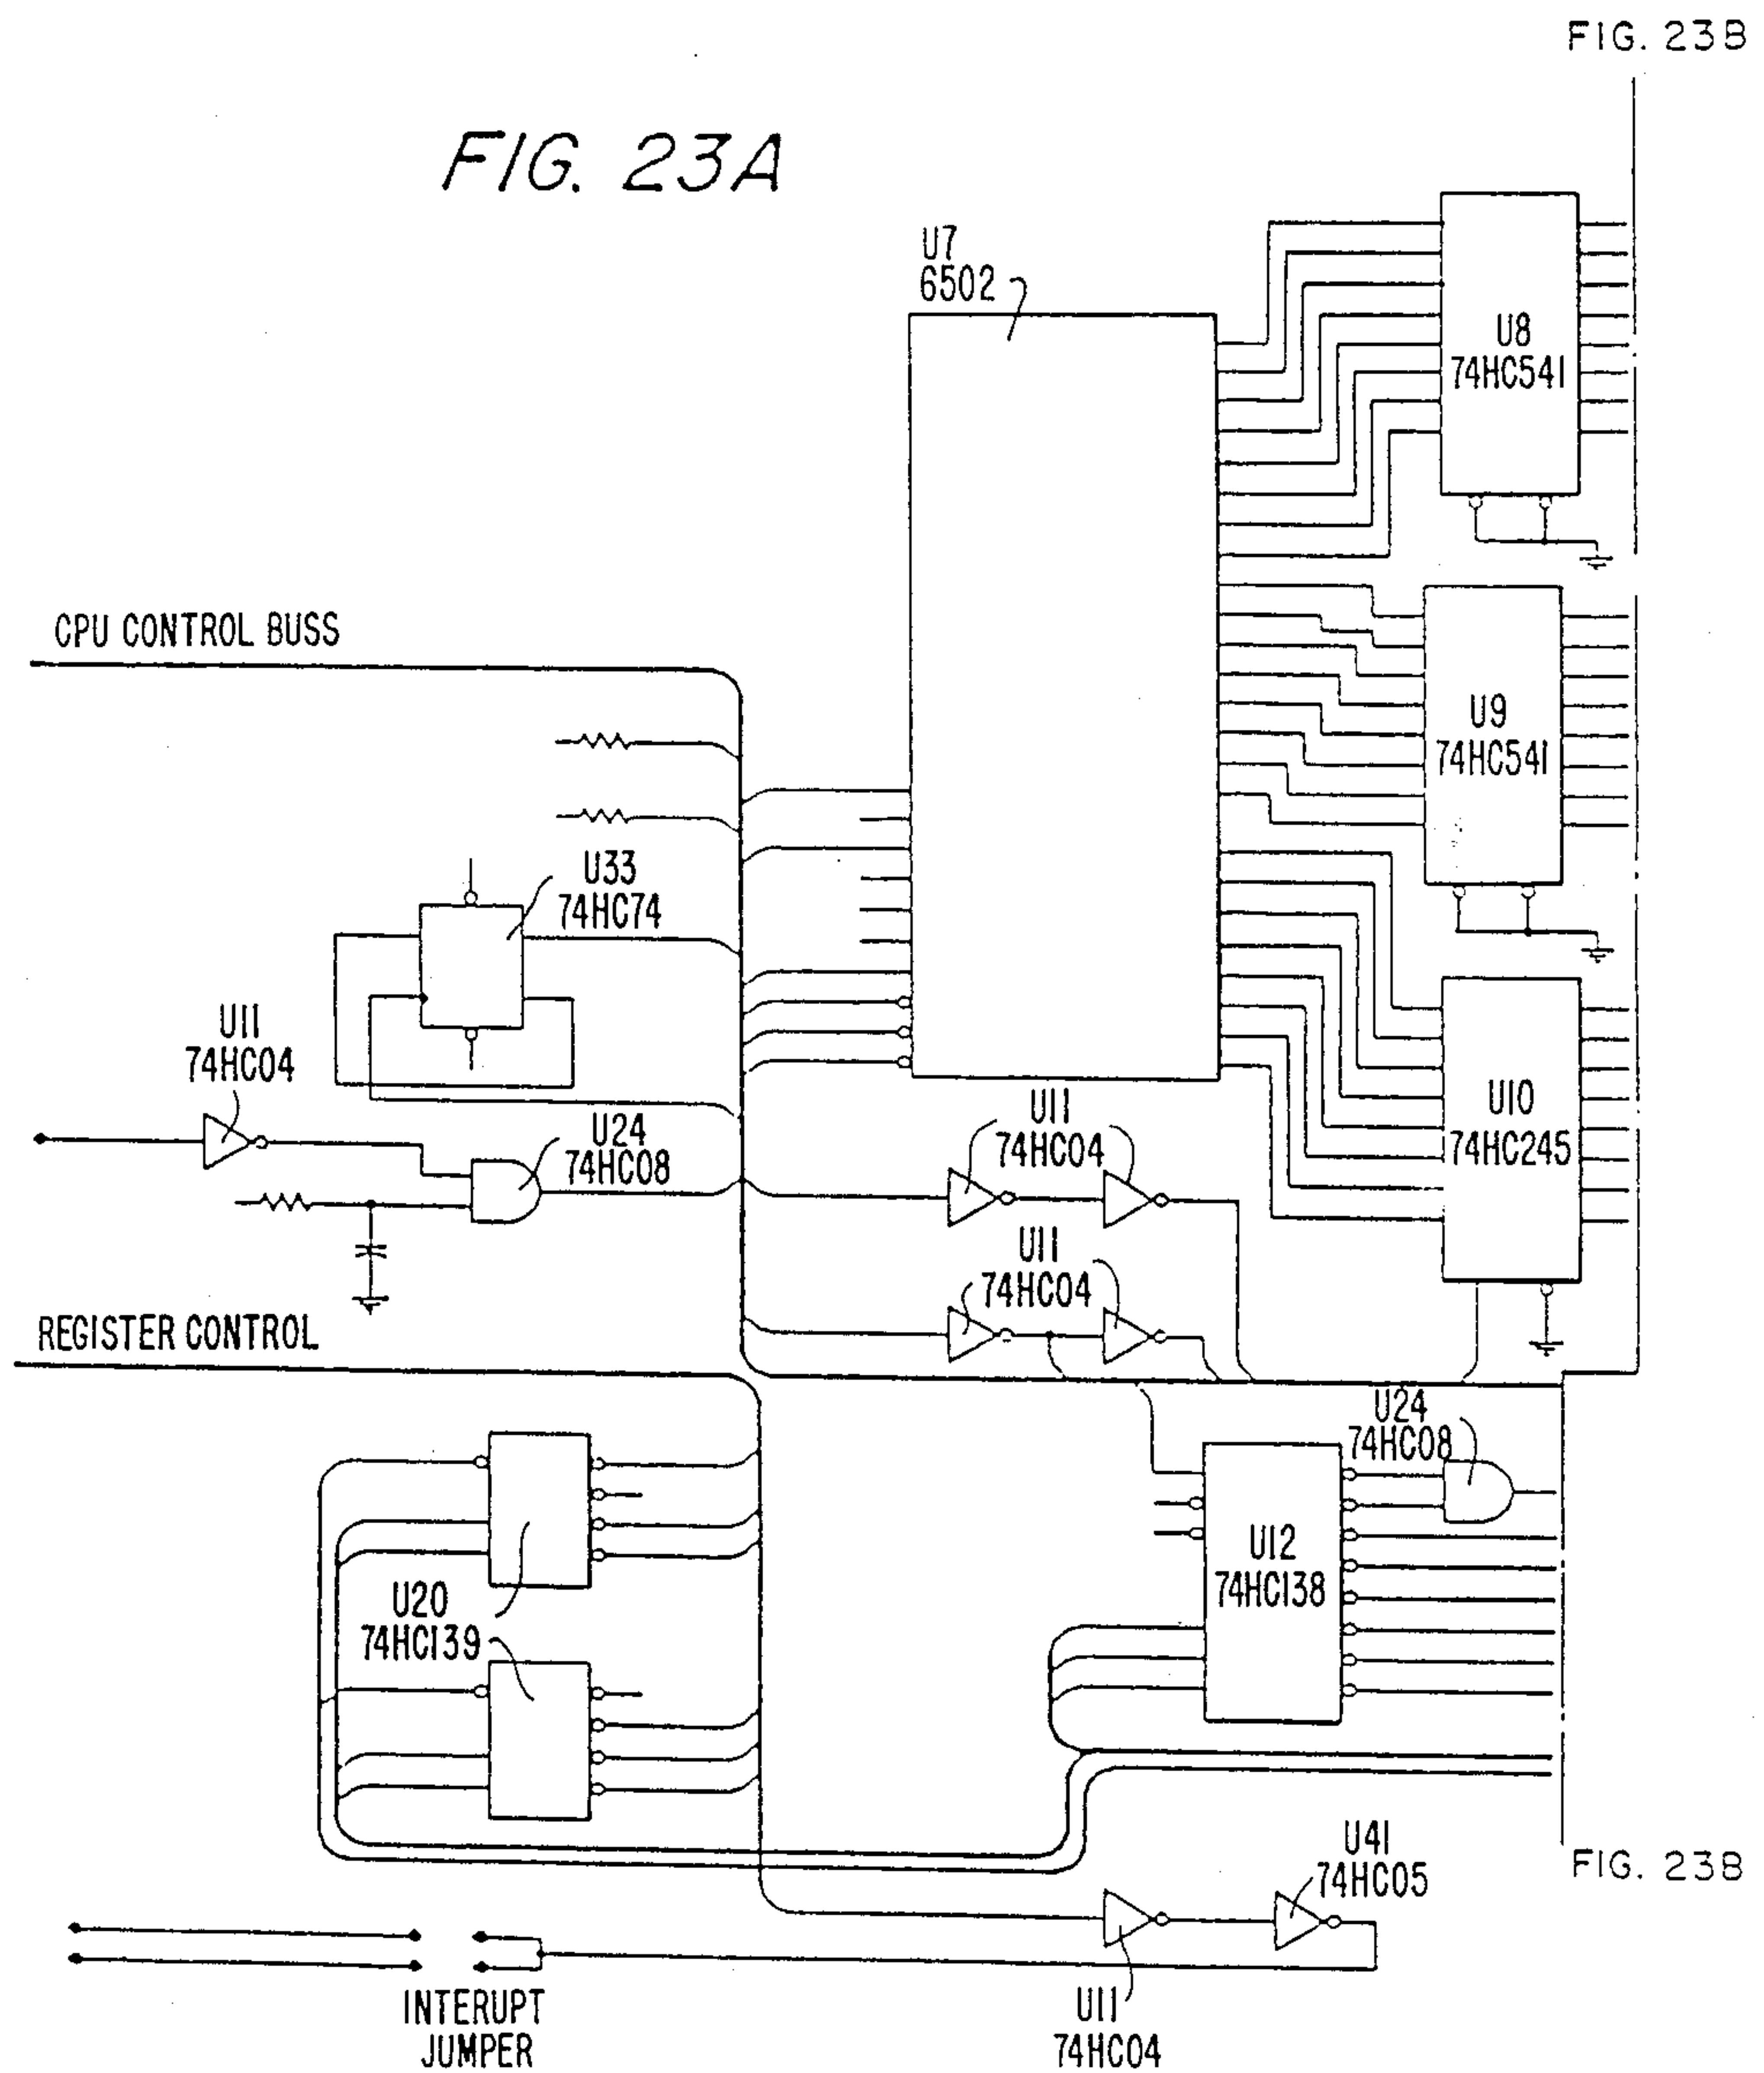 FIG. 23B
FIG. 23A
U7
6502
U8
74HC541
CPU CONTROL BUSS
U9
74HC541
U33
74HC74
U11
74HC04
U24
74HC08
U11
74HC04
U10
74HC245
U11
74HC04
REGISTER CONTROL
U24
74HC08
U12
74HC138
U20
74HC139
U41
74HC05
FIG. 23B
INTERUPT
JUMPER
U11
74HC04